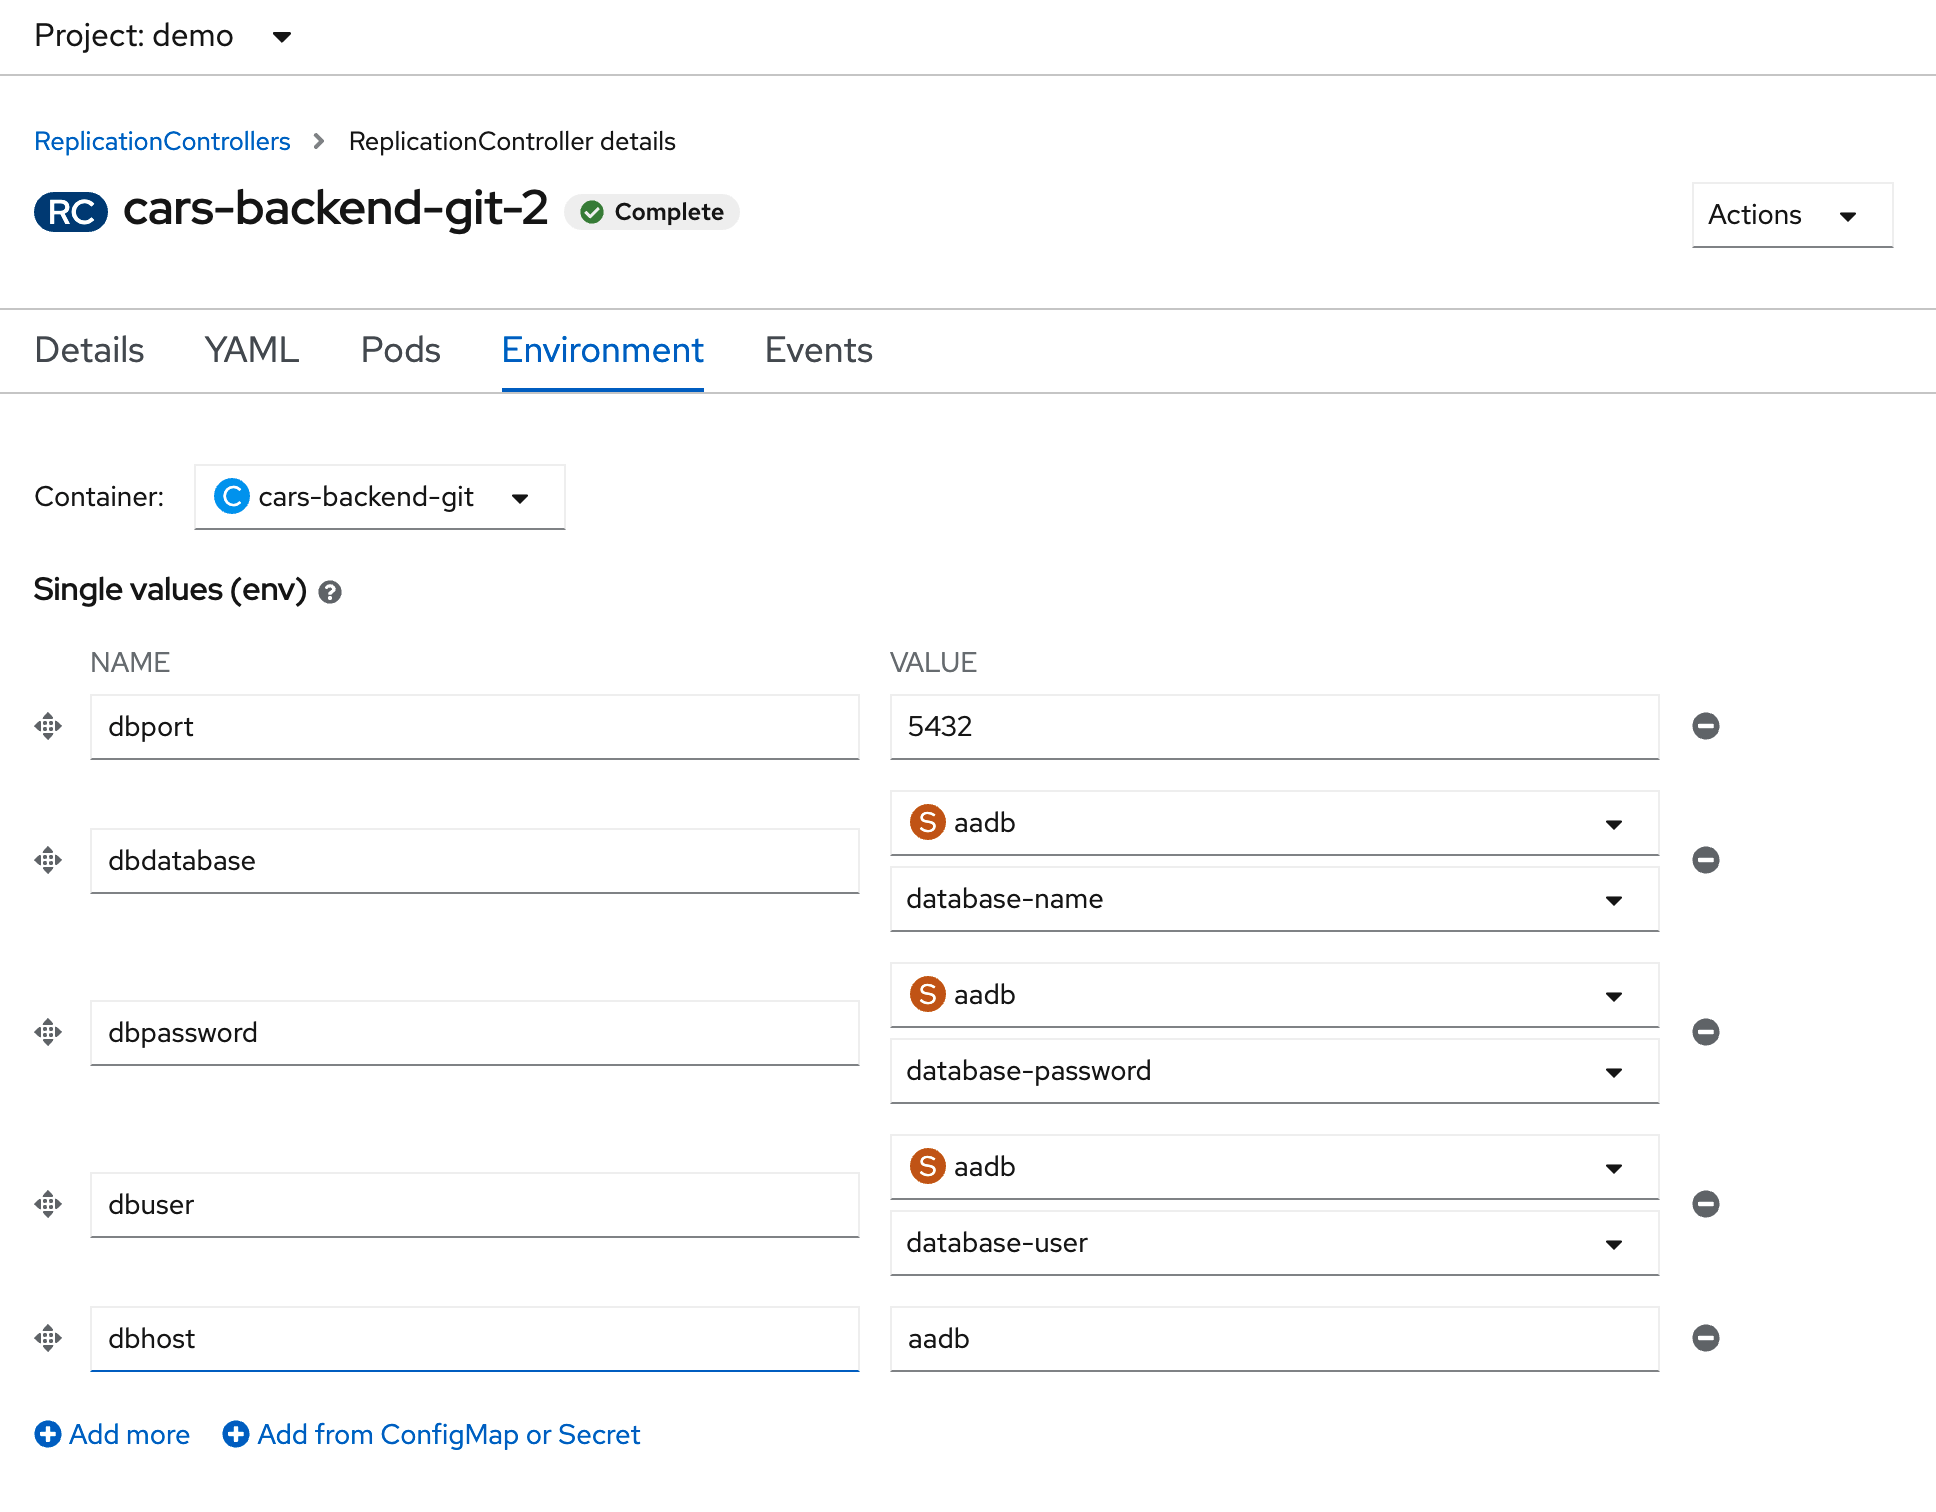 Project: demo
ReplicationControllers > ReplicationController details
RC cars-backend-git-2 Complete
Actions
Details YAML Pods Environment Events
Container: C cars-backend-git
Single values (env) ?
NAME VALUE
dbport 5432
dbdatabase S aadb
database-name
dbpassword S aadb
database-password
dbuser S aadb
database-user
dbhost aadb
Add more Add from ConfigMap or Secret